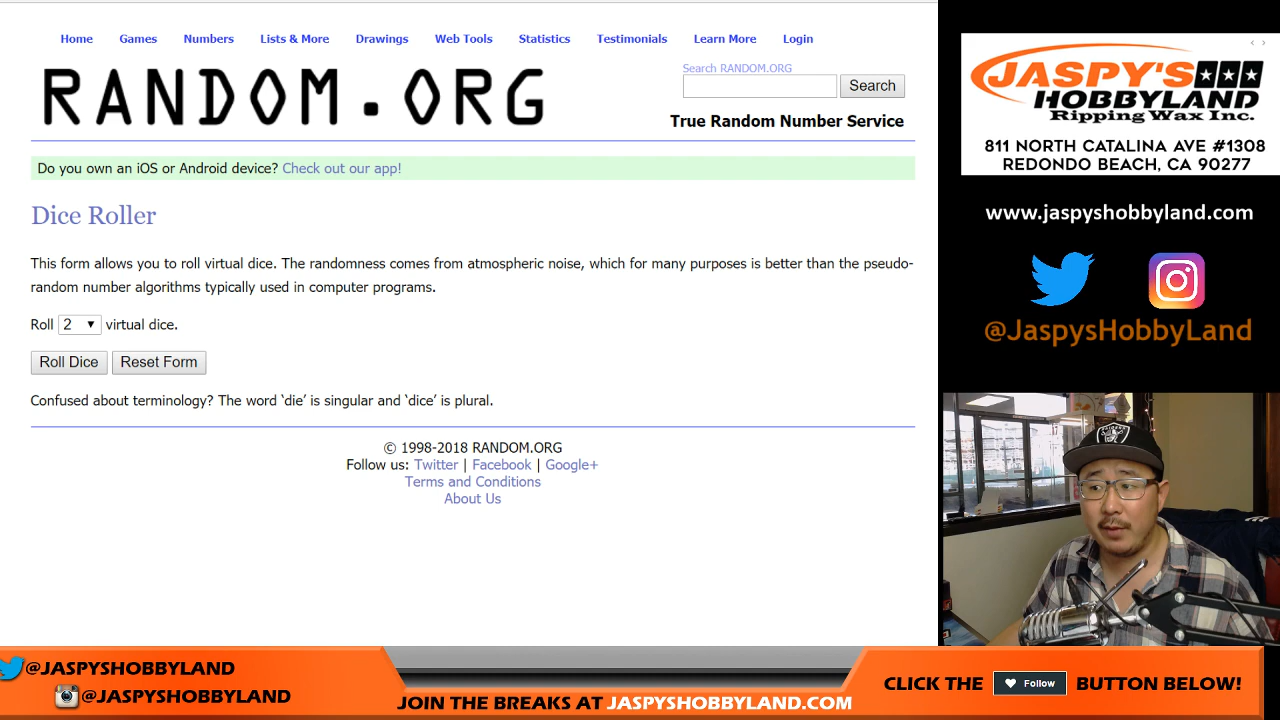 Home Games Numbers Lists & More Drawings Web Tools Statistics Testimonials Learn More Login
RANDOM.ORG
Search RANDOM.ORG
Search
True Random Number Service
Do you own an iOS or Android device? Check out our app!
Dice Roller
This form allows you to roll virtual dice. The randomness comes from atmospheric noise, which for many purposes is better than the pseudo-
random number algorithms typically used in computer programs.
Roll 2 virtual dice.
Roll Dice Reset Form
Confused about terminology? The word ‘die’ is singular and ‘dice’ is plural.
© 1998-2018 RANDOM.ORG
Follow us: Twitter | Facebook | Google+
Terms and Conditions
About Us
JASPY'S
HOBBYLAND
Ripping Wax Inc.
811 NORTH CATALINA AVE #1308
REDONDO BEACH, CA 90277
www.jaspyshobbyland.com
@JaspysHobbyLand
@JASPYSHOBBYLAND
@JASPYSHOBBYLAND
JOIN THE BREAKS AT JASPYSHOBBYLAND.COM
CLICK THE Follow BUTTON BELOW!